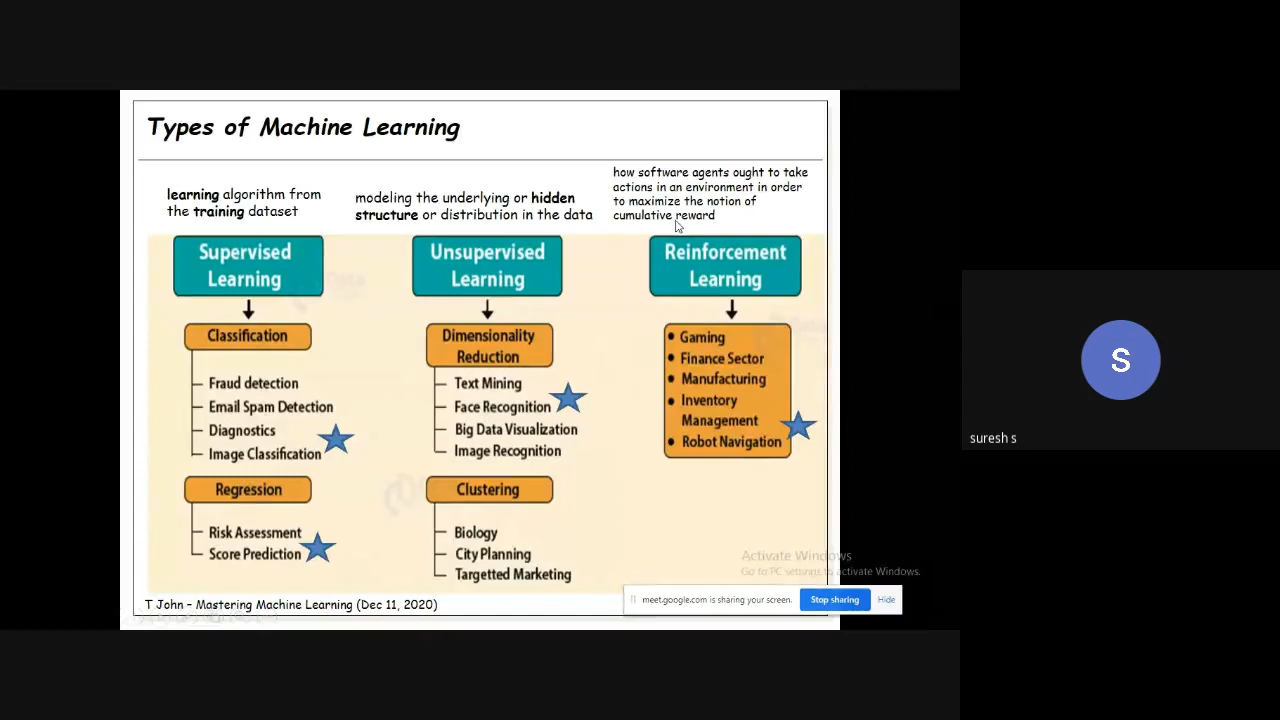 Types of Machine Learning
learning algorithm from
the training dataset
modeling the underlying or hidden
structure or distribution in the data
how software agents ought to take
actions in an environment in order
to maximize the notion of
cumulative reward
Supervised
Learning
Classification
Fraud detection
Email Spam Detection
Diagnostics
Image Classification
Regression
Risk Assessment
Score Prediction
Unsupervised
Learning
Dimensionality
Reduction
Text Mining
Face Recognition
Big Data Visualization
Image Recognition
Clustering
Biology
City Planning
Targetted Marketing
Reinforcement
Learning
Gaming
Finance Sector
Manufacturing
Inventory
Management
Robot Navigation
Activate Windows
Go to PC settings to activate Windows.
T John – Mastering Machine Learning (Dec 11, 2020)
meet.google.com is sharing your screen.
Stop sharing
Hide
S
suresh s